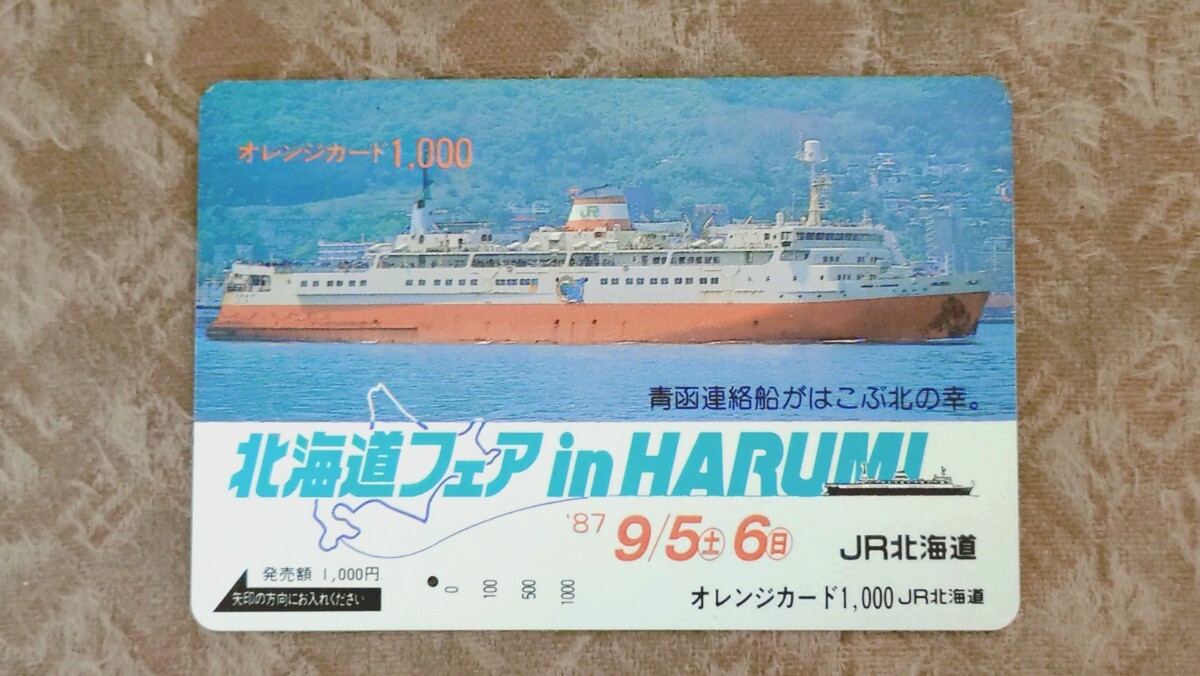 オレンジカード1,000
JR
青函連絡船がはこぶ北の幸。
北海道フェア in HARUMI
'87 9/5土 6日
JR北海道
発売額 1,000円
矢印の方向にお入れください
0 100 500 1000
オレンジカード1,000 JR北海道